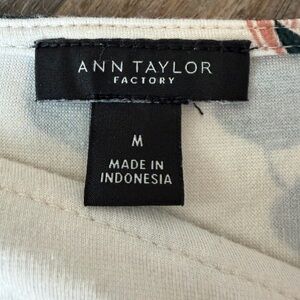 ANN TAYLOR
FACTORY
M
MADE IN
INDONESIA